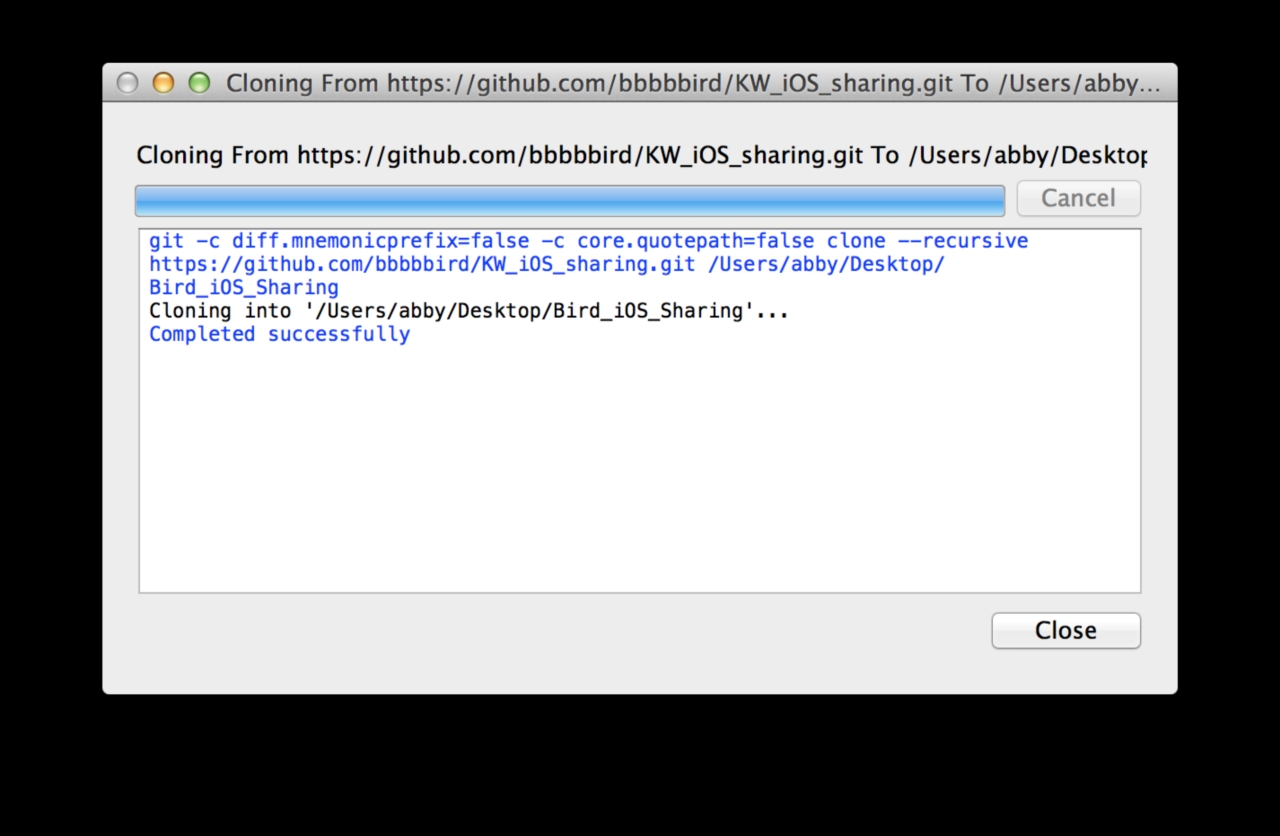 Cloning From https://github.com/bbbbbird/KW_iOS_sharing.git To /Users/abby...
Cloning From https://github.com/bbbbbird/KW_iOS_sharing.git To /Users/abby/Desktop
Cancel
git -c diff.mnemonicprefix=false -c core.quotepath=false clone --recursive
https://github.com/bbbbbird/KW_iOS_sharing.git /Users/abby/Desktop/
Bird_iOS_Sharing
Cloning into '/Users/abby/Desktop/Bird_iOS_Sharing'...
Completed successfully
Close